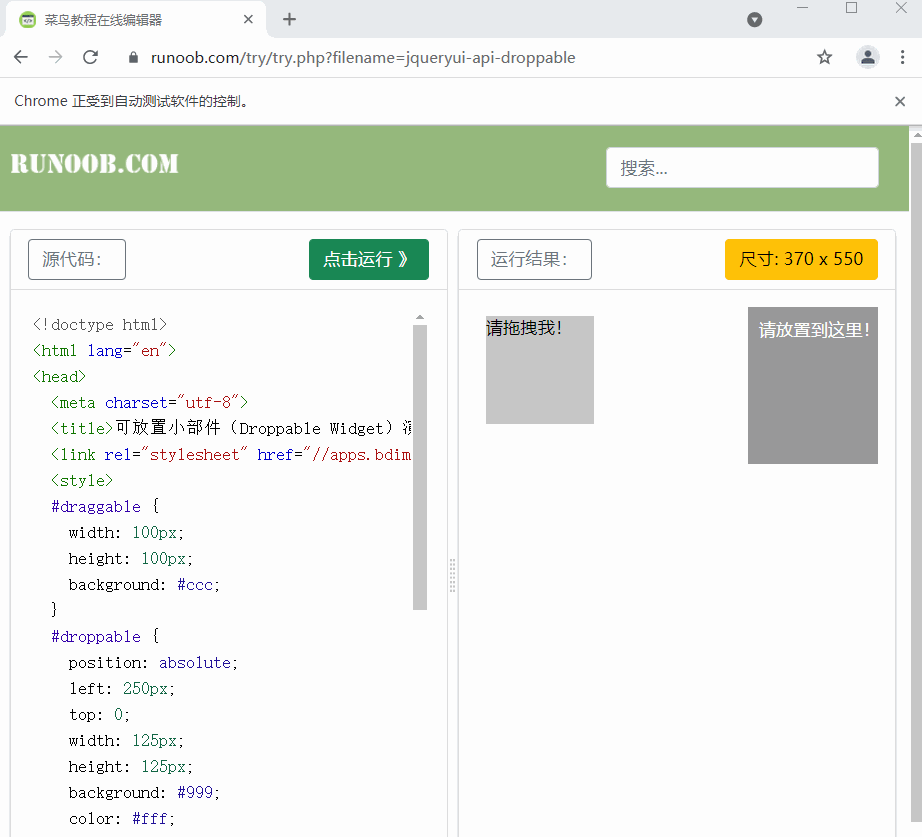 菜鸟教程在线编辑器
runoob.com/try/try.php?filename=jqueryui-api-droppable
Chrome 正受到自动测试软件的控制。
RUNOOB.COM
搜索...
源代码：
点击运行 》
运行结果：
尺寸: 370 x 550
<!doctype html>
<html lang="en">
<head>
<meta charset="utf-8">
<title>可放置小部件（Droppable Widget）演
<link rel="stylesheet" href="//apps.bdim
<style>
#draggable {
width: 100px;
height: 100px;
background: #ccc;
}
#droppable {
position: absolute;
left: 250px;
top: 0;
width: 125px;
height: 125px;
background: #999;
color: #fff;
请拖拽我！
请放置到这里！